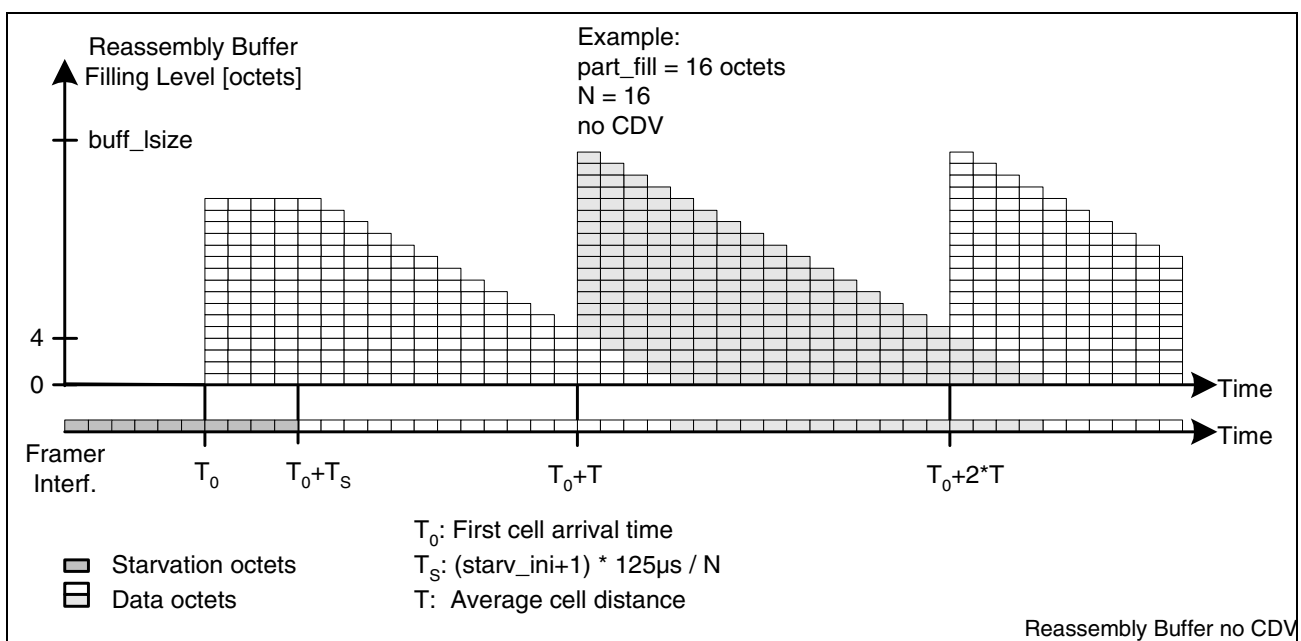 Reassembly Buffer
Filling Level [octets]
Example:
part_fill = 16 octets
N = 16
no CDV
buff_lsize
4
0
Time
Time
Framer
Interf.
T0
T0+TS
T0+T
T0+2*T
T0: First cell arrival time
Starvation octets
TS: (starv_ini+1) * 125µs / N
Data octets
T: Average cell distance
Reassembly Buffer no CDV